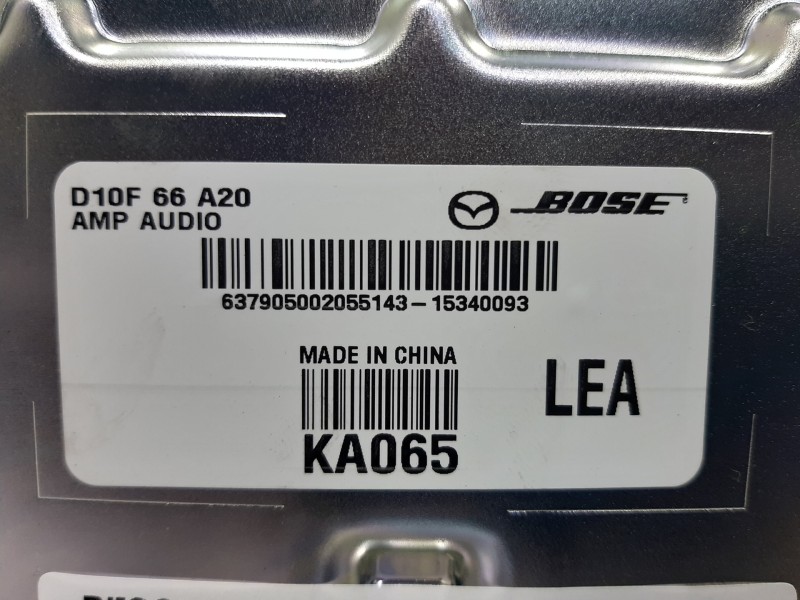 D10F 66 A20
AMP AUDIO
BOSE
637905002055143-15340093
MADE IN CHINA
LEA
KA065